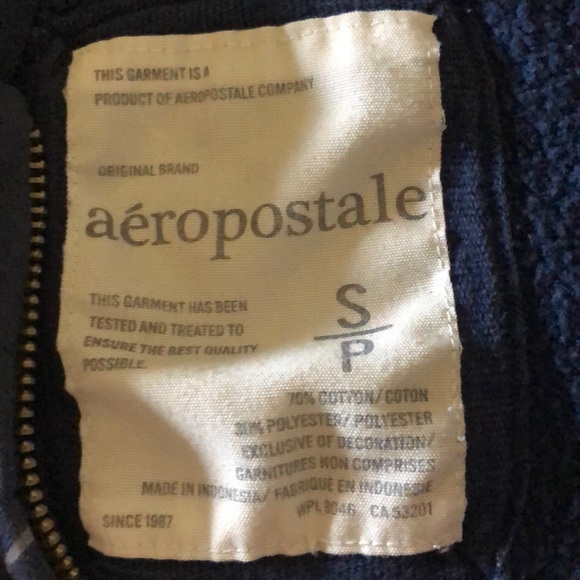 THIS GARMENT IS A
PRODUCT OF AEROPOSTALE COMPANY
ORIGINAL BRAND
aéropostale
THIS GARMENT HAS BEEN
TESTED AND TREATED TO
ENSURE THE BEST QUALITY
POSSIBLE.
S
P
70% COTTON/COTON
30% POLYESTER/POLYESTER
EXCLUSIVE OF DECORATION/
GARNITURES NON COMPRISES
MADE IN INDONESIA/FABRIQUÉ EN INDONESIE
WPL 8046 CA 53201
SINCE 1987